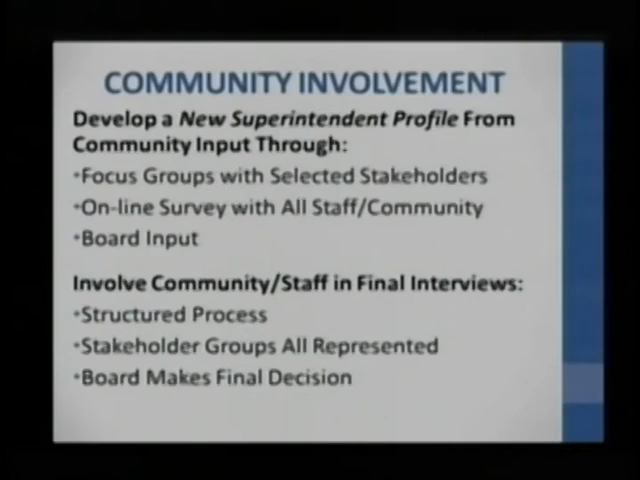 COMMUNITY INVOLVEMENT
Develop a New Superintendent Profile From
Community Input Through:
•Focus Groups with Selected Stakeholders
•On-line Survey with All Staff/Community
•Board Input
Involve Community/Staff in Final Interviews:
•Structured Process
•Stakeholder Groups All Represented
•Board Makes Final Decision